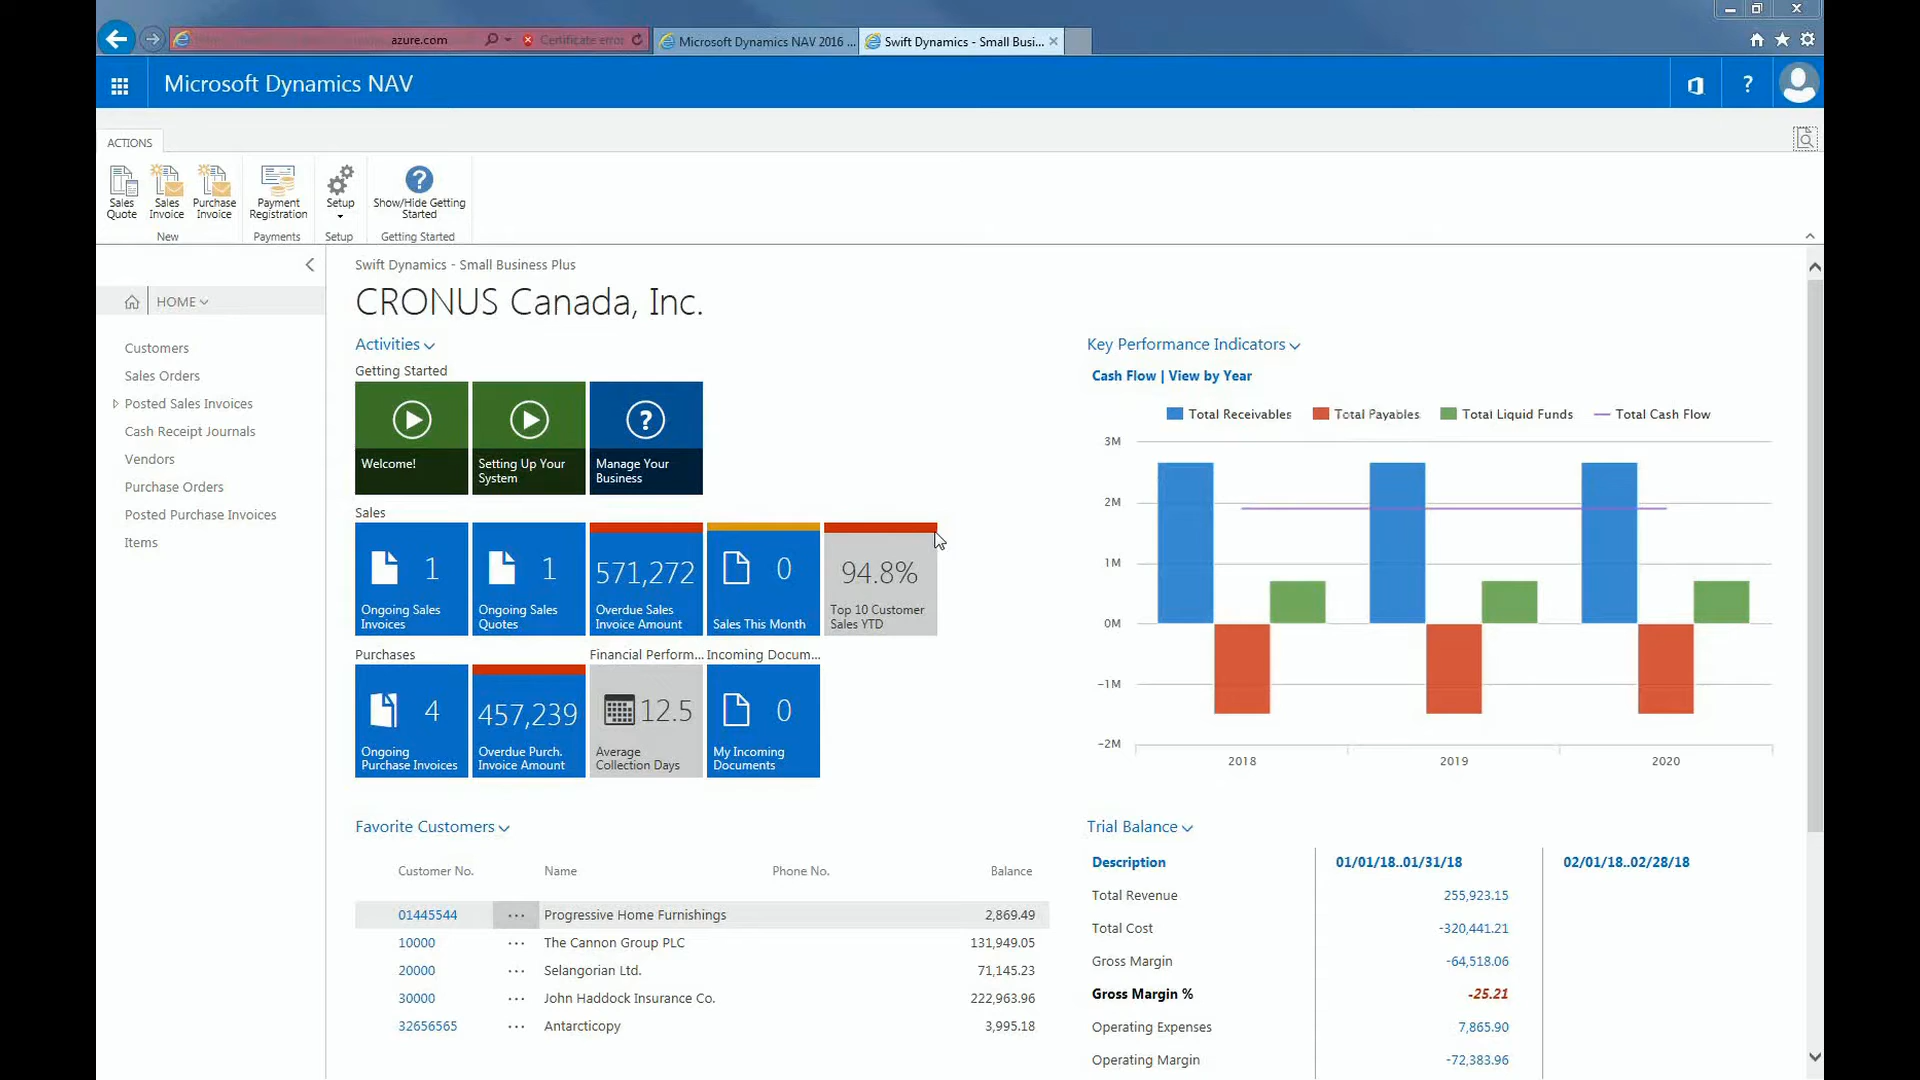 azure.com
Certificate error
Microsoft Dynamics NAV 2016 ...
Swift Dynamics - Small Busi...
Microsoft Dynamics NAV
?
ACTIONS
Sales
Quote
Sales
Invoice
Purchase
Invoice
Payment
Registration
Setup
Show/Hide Getting
Started
New
Payments
Setup
Getting Started
HOME
Customers
Sales Orders
Posted Sales Invoices
Cash Receipt Journals
Vendors
Purchase Orders
Posted Purchase Invoices
Items
Swift Dynamics - Small Business Plus
CRONUS Canada, Inc.
Activities
Getting Started
Welcome!
Setting Up Your
System
?
Manage Your
Business
Sales
1
Ongoing Sales
Invoices
1
Ongoing Sales
Quotes
571,272
Overdue Sales
Invoice Amount
0
Sales This Month
94.8%
Top 10 Customer
Sales YTD
Purchases
Financial Perform...
Incoming Docum...
4
Ongoing
Purchase Invoices
457,239
Overdue Purch.
Invoice Amount
12.5
Average
Collection Days
0
My Incoming
Documents
Key Performance Indicators
Cash Flow | View by Year
Total Receivables
Total Payables
Total Liquid Funds
Total Cash Flow
3M
2M
1M
0M
-1M
-2M
2018
2019
2020
Favorite Customers
Customer No.
Name
Phone No.
Balance
01445544 ... Progressive Home Furnishings 2,869.49
10000 ... The Cannon Group PLC 131,949.05
20000 ... Selangorian Ltd. 71,145.23
30000 ... John Haddock Insurance Co. 222,963.96
32656565 ... Antarcticopy 3,995.18
Trial Balance
Description 01/01/18..01/31/18 02/01/18..02/28/18
Total Revenue 255,923.15
Total Cost -320,441.21
Gross Margin -64,518.06
Gross Margin % -25.21
Operating Expenses 7,865.90
Operating Margin -72,383.96